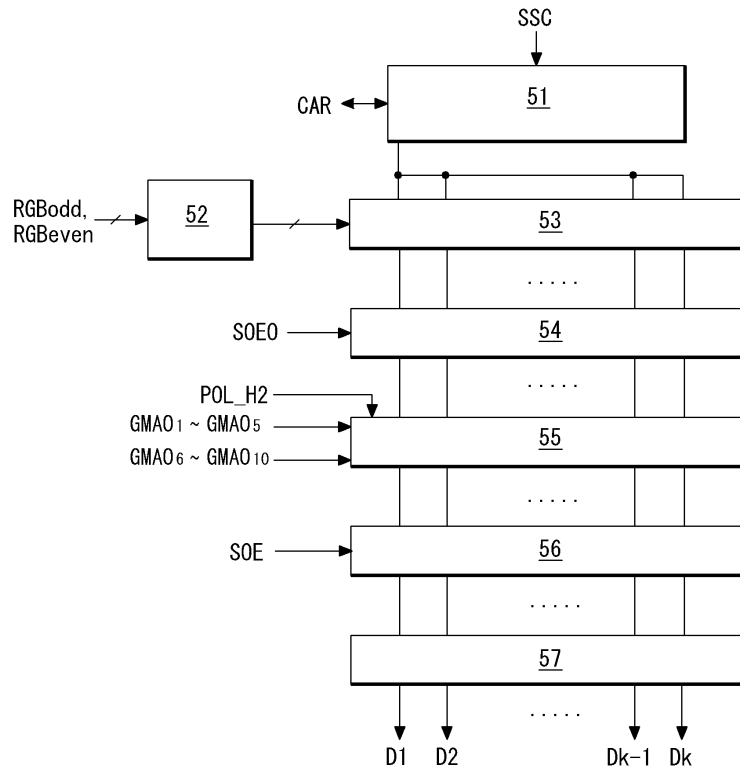 SSC
51
CAR
RGBodd,
RGBeven
52
53
.....
SOE0
54
.....
POL_H2
GMAO1 ~ GMAO5
55
GMAO6 ~ GMAO10
.....
SOE
56
.....
57
.....
D1 D2 Dk-1 Dk